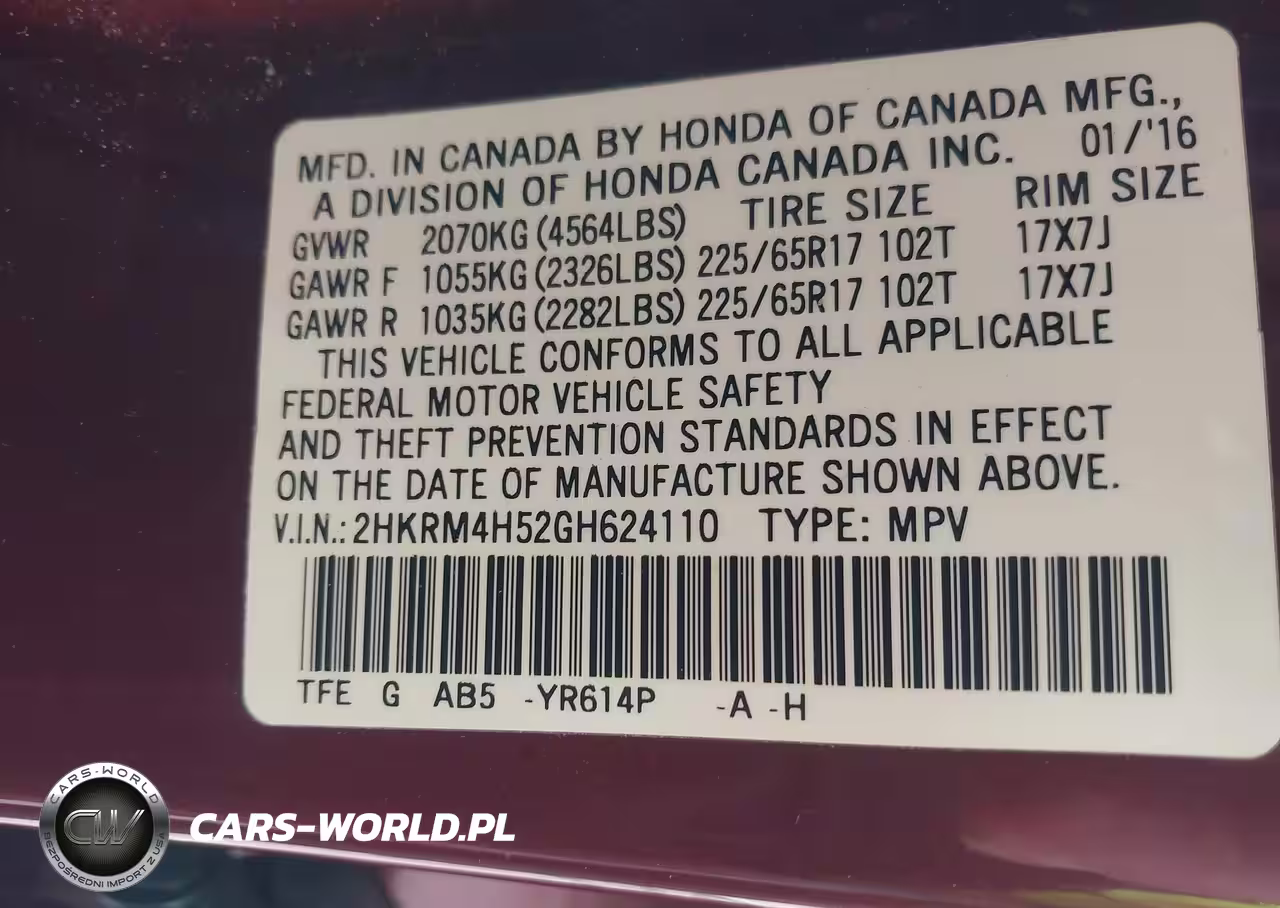 MFD. IN CANADA BY HONDA OF CANADA MFG.,
A DIVISION OF HONDA CANADA INC. 01/'16
GVWR 2070KG (4564LBS) TIRE SIZE RIM SIZE
GAWR F 1055KG (2326LBS) 225/65R17 102T 17X7J
GAWR R 1035KG (2282LBS) 225/65R17 102T 17X7J
THIS VEHICLE CONFORMS TO ALL APPLICABLE
FEDERAL MOTOR VEHICLE SAFETY
AND THEFT PREVENTION STANDARDS IN EFFECT
ON THE DATE OF MANUFACTURE SHOWN ABOVE.
V.I.N.: 2HKRM4H52GH624110 TYPE: MPV
TFE G AB5 -YR614P -A -H
CARS-WORLD
CW
BEZPOŚREDNI IMPORT Z USA
CARS-WORLD.PL